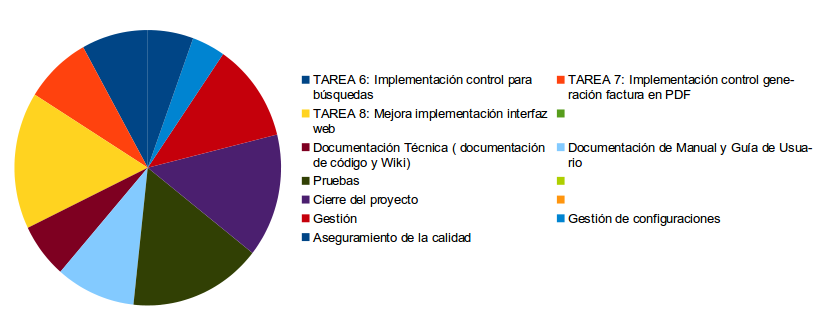 TAREA 6: Implementación control para
búsquedas
TAREA 7: Implementación control gene-
ración factura en PDF
TAREA 8: Mejora implementación interfaz
web
Documentación Técnica ( documentación
de código y Wiki)
Documentación de Manual y Guía de Usua-
rio
Pruebas
Cierre del proyecto
Gestión
Gestión de configuraciones
Aseguramiento de la calidad